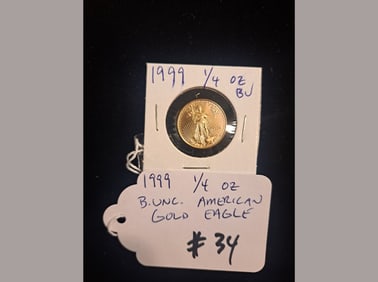 1999 1/4 oz
BU
1999 1/4 oz
B.UNC. AMERICAN
GOLD EAGLE
# 34